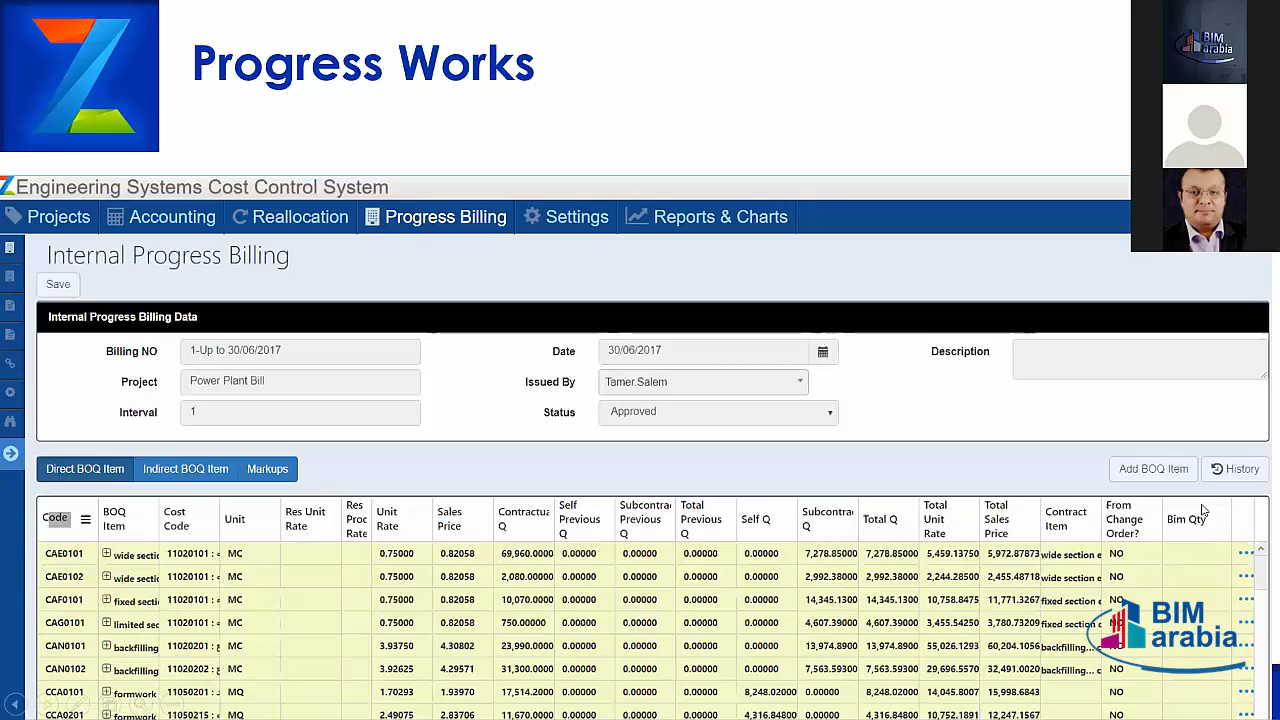 Progress Works
BIM
arabia
Engineering Systems Cost Control System
Projects Accounting Reallocation Progress Billing Settings Reports & Charts
Internal Progress Billing
Save
Internal Progress Billing Data
Billing NO 1-Up to 30/06/2017 Date 30/06/2017 Description
Project Power Plant Bill Issued By Tamer.Salem
Interval 1 Status Approved
Direct BOQ Item Indirect BOQ Item Markups Add BOQ Item History
Code BOQ Item Cost Code Unit Res Unit Rate Res Proc Rate Unit Rate Sales Price Contractua Q Self Previous Q Subcontra Previous Q Total Previous Q Self Q Subcontra Q Total Q Total Unit Rate Total Sales Price Contract Item From Change Order? Bim Qty
CAE0101 wide sectio 11020101 : MC 0.75000 0.82058 69,960.0000 0.00000 0.00000 0.00000 0.00000 7,278.85000 7,278.85000 5,459.13750 5,972.87873 wide section e NO
CAE0102 wide sectio 11020101 : MC 0.75000 0.82058 2,080.00000 0.00000 0.00000 0.00000 0.00000 2,992.38000 2,992.38000 2,244.28500 2,455.48718 wide section e NO
CAF0101 fixed secti 11020101 : MC 0.75000 0.82058 10,070.0000 0.00000 0.00000 0.00000 0.00000 14,345.1300 14,345.1300 10,758.8475 11,771.3267 fixed section NO
CAG0101 limited sec 11020101 : MC 0.75000 0.82058 750.00000 0.00000 0.00000 0.00000 0.00000 4,607.39000 4,607.39000 3,455.54250 3,780.73209 fixed section
CAN0101 backfilling 11020201 : MC 3.93750 4.30802 23,990.0000 0.00000 0.00000 0.00000 0.00000 13,974.8900 13,974.8900 55,026.1293 60,204.1056 backfilling...
CAN0102 backfilling 11020202 : MC 3.92625 4.29571 31,300.0000 0.00000 0.00000 0.00000 0.00000 7,563.59300 7,563.59300 29,696.5570 32,491.0020 backfilling... NO
CCA0101 formwork 11050201 : MQ 1.70293 1.93970 17,514.2000 0.00000 0.00000 0.00000 8,248.02000 0.00000 8,248.02000 14,045.8007 15,998.6843 NO
CCA0201 formwork 11050215 : MQ 2.49075 2.83706 11,670.0000 0.00000 0.00000 0.00000 4,316.84800 0.00000 4,316.84800 10,752.1891 12,247.1567 NO
BIM
arabia